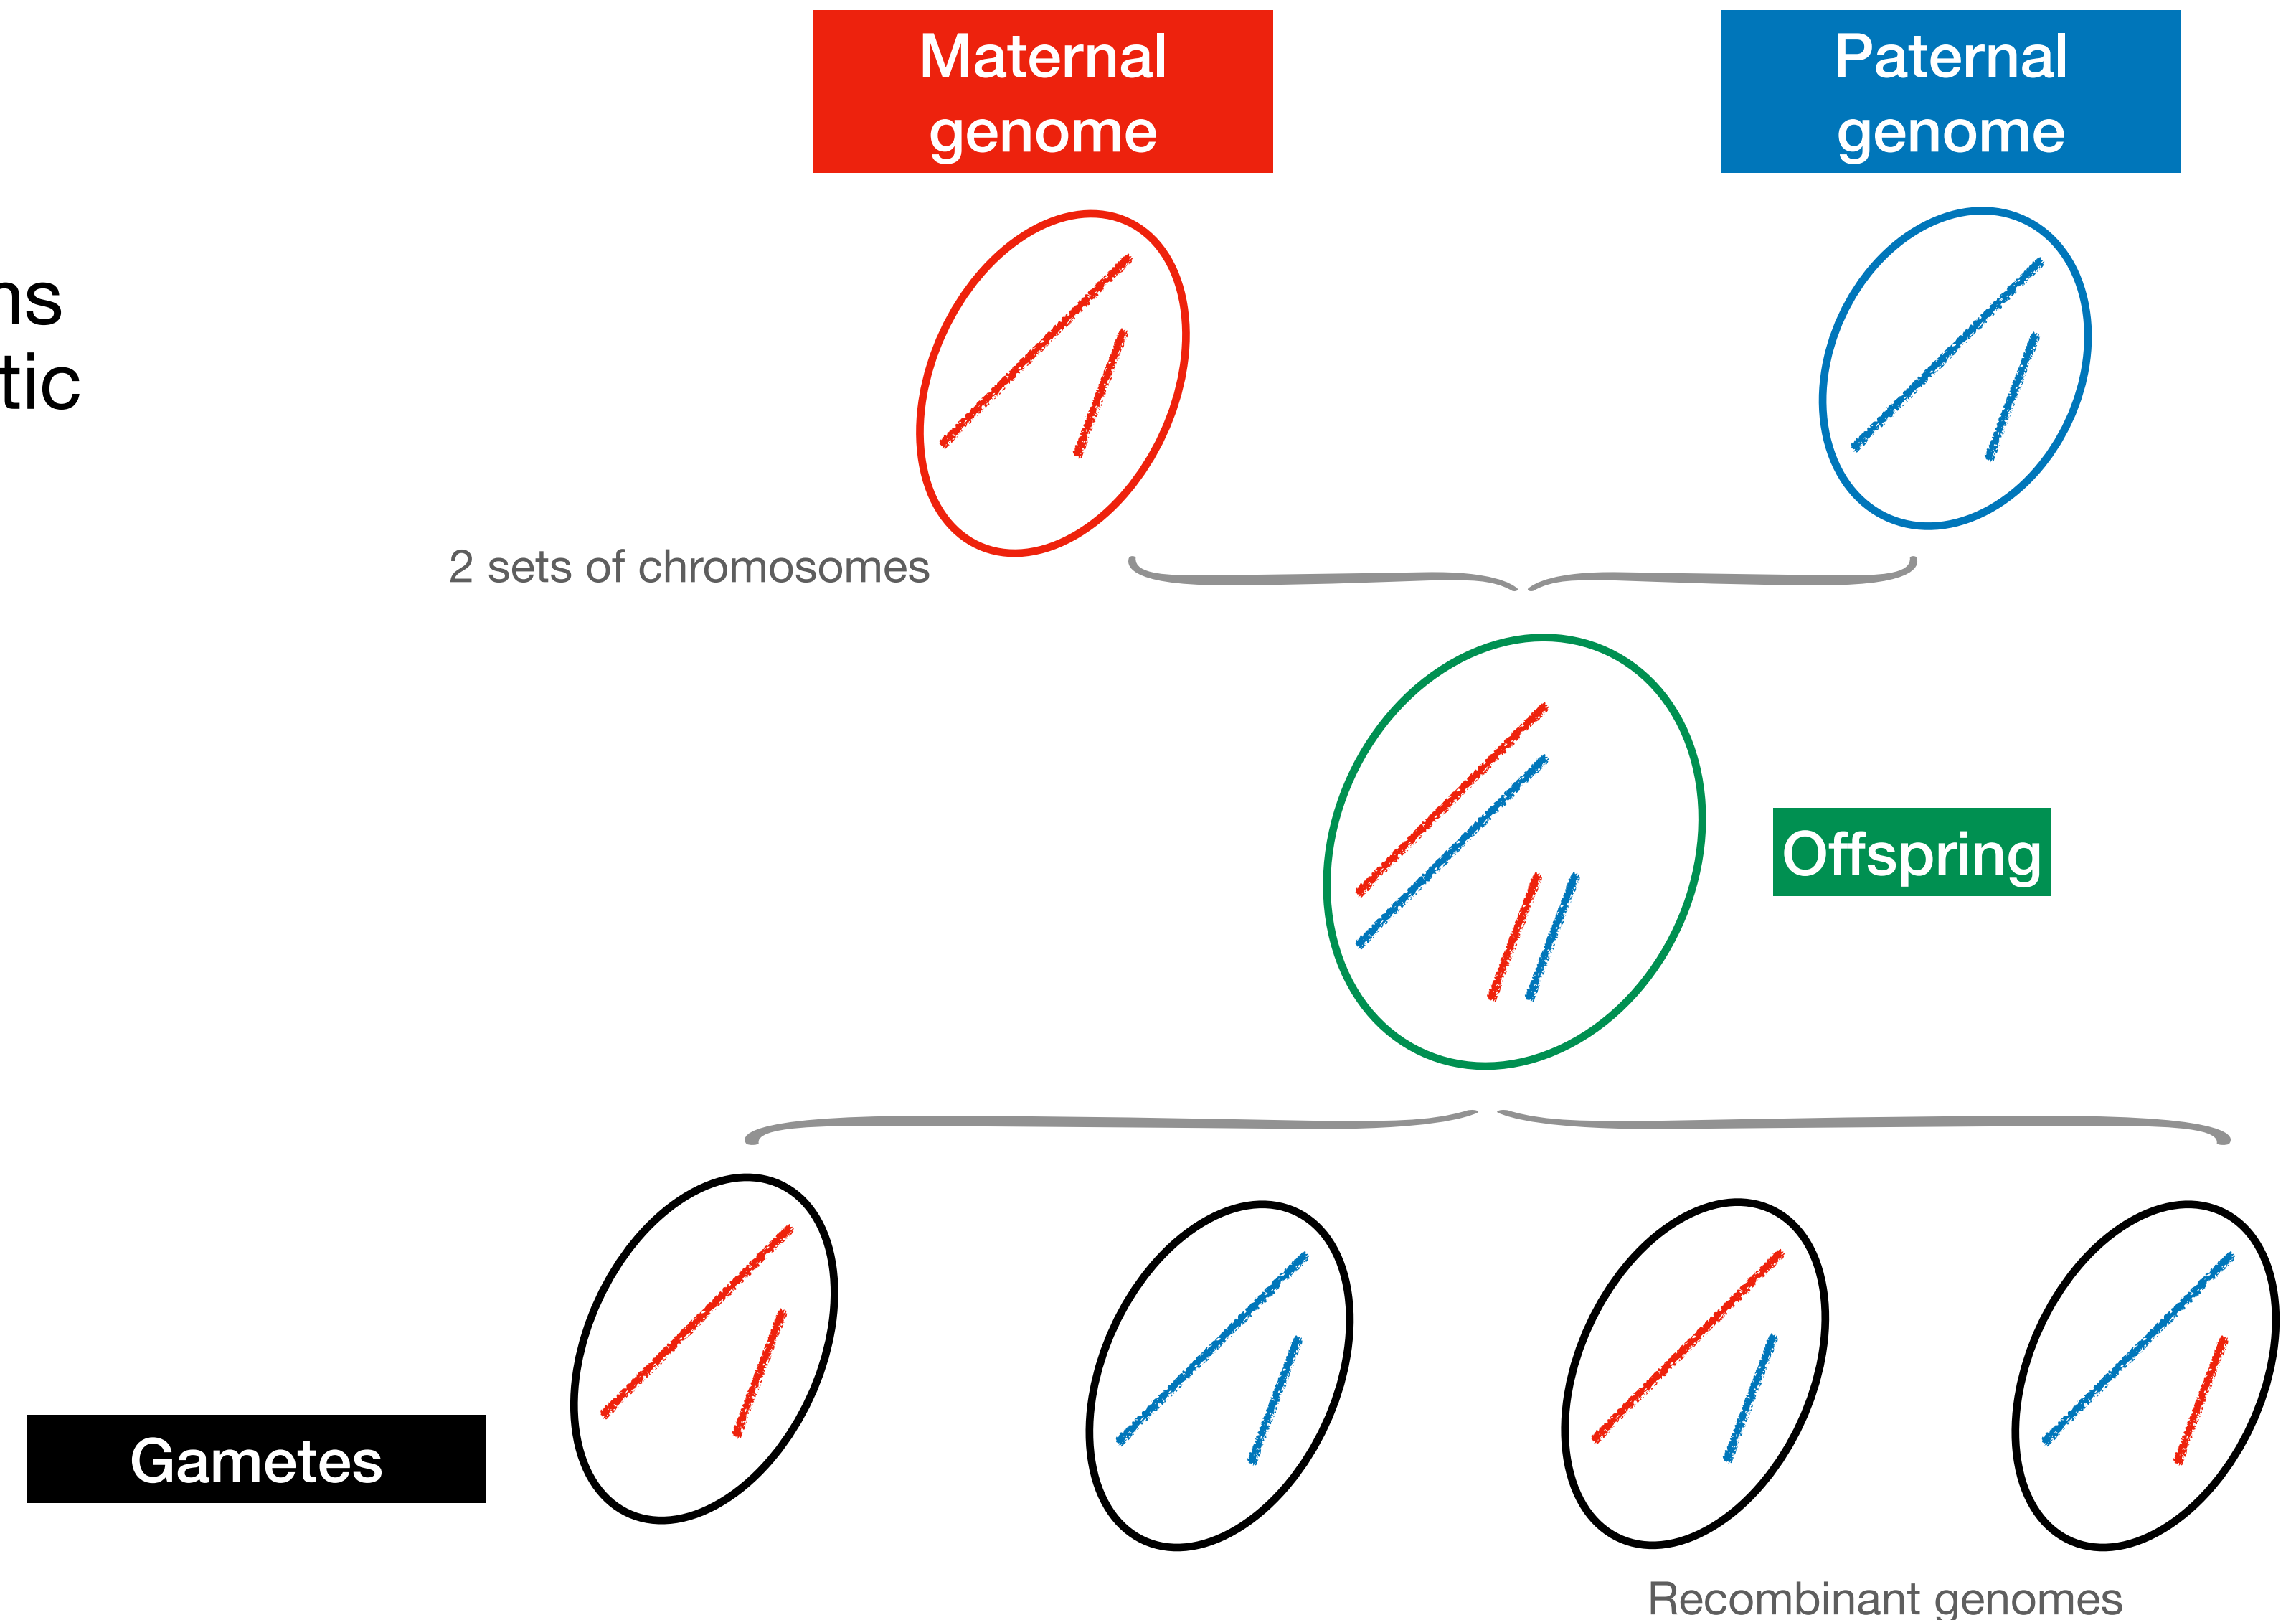 Maternal
genome
Paternal
genome
ns
tic
2 sets of chromosomes
Offspring
Gametes
Recombinant genomes